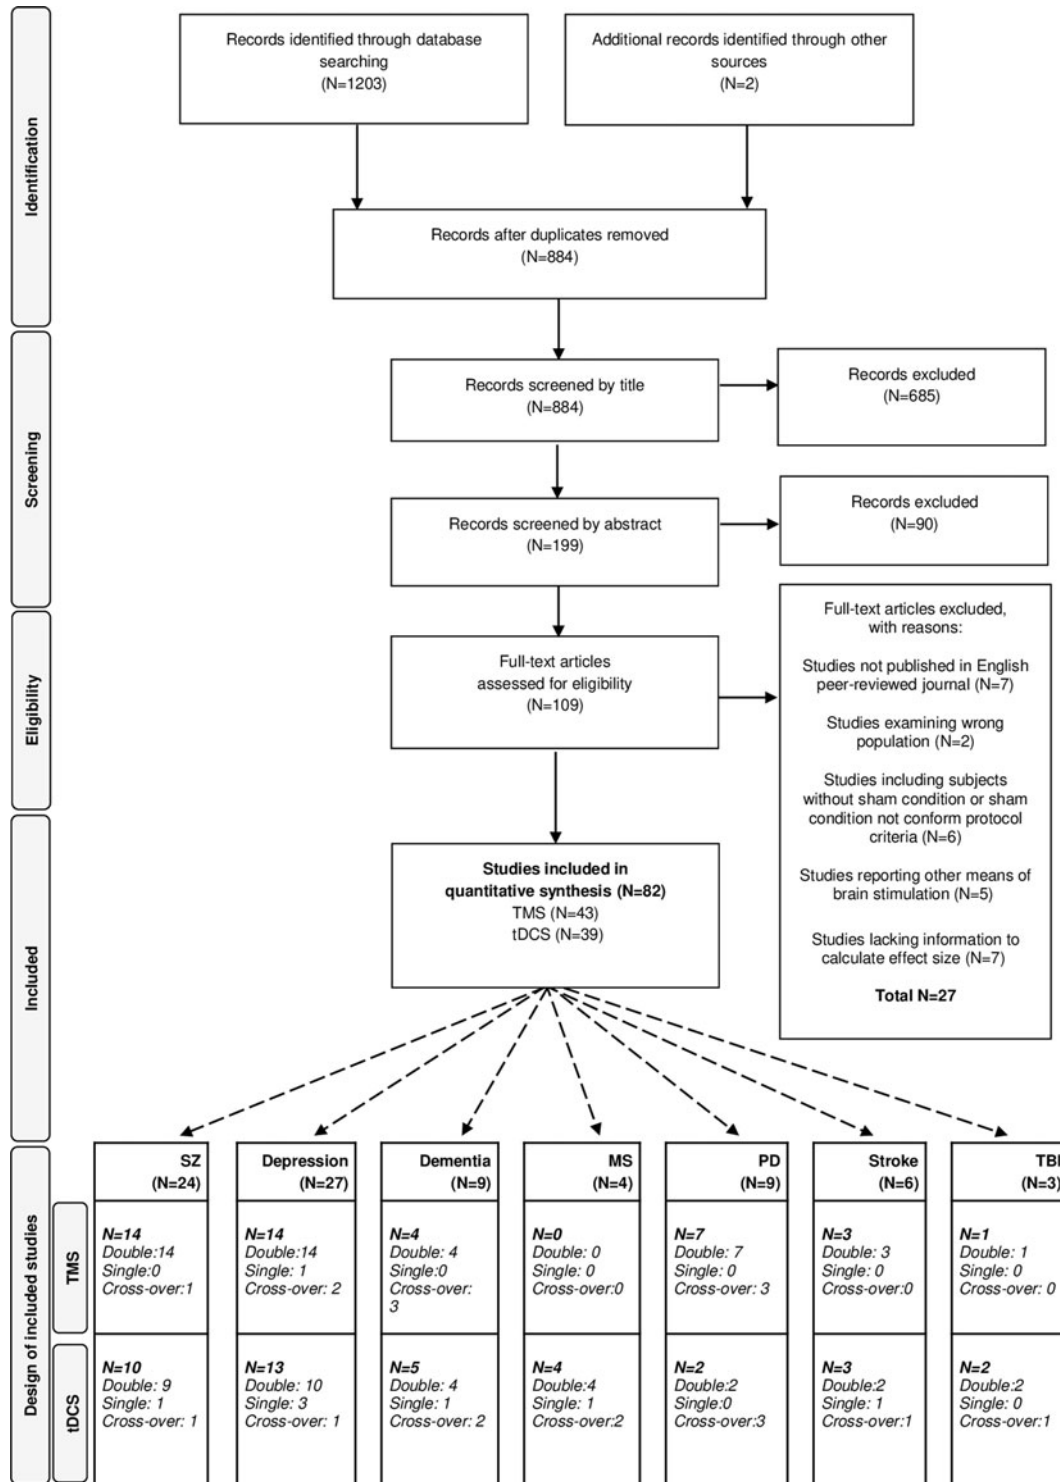 Identification
Records identified through database
searching
(N=1203)
Additional records identified through other
sources
(N=2)
Records after duplicates removed
(N=884)
Screening
Records screened by title
(N=884)
Records excluded
(N=685)
Records screened by abstract
(N=199)
Records excluded
(N=90)
Eligibility
Full-text articles
assessed for eligibility
(N=109)
Full-text articles excluded,
with reasons:
Studies not published in English
peer-reviewed journal (N=7)
Studies examining wrong
population (N=2)
Studies including subjects
without sham condition or sham
condition not conform protocol
criteria (N=6)
Studies reporting other means of
brain stimulation (N=5)
Studies lacking information to
calculate effect size (N=7)
Total N=27
Included
Studies included in
quantitative synthesis (N=82)
TMS (N=43)
tDCS (N=39)
Design of included studies
SZ
(N=24)
Depression
(N=27)
Dementia
(N=9)
MS
(N=4)
PD
(N=9)
Stroke
(N=6)
TBI
(N=3)
TMS
N=14
Double:14
Single:0
Cross-over:1
N=14
Double:14
Single: 1
Cross-over: 2
N=4
Double: 4
Single:0
Cross-over:
3
N=0
Double: 0
Single: 0
Cross-over:0
N=7
Double: 7
Single: 0
Cross-over: 3
N=3
Double: 3
Single: 0
Cross-over:0
N=1
Double: 1
Single: 0
Cross-over: 0
tDCS
N=10
Double: 9
Single: 1
Cross-over: 1
N=13
Double: 10
Single: 3
Cross-over: 1
N=5
Double: 4
Single: 1
Cross-over: 2
N=4
Double:4
Single: 1
Cross-over:2
N=2
Double:2
Single:0
Cross-over:3
N=3
Double:2
Single: 1
Cross-over:1
N=2
Double:2
Single: 0
Cross-over:1